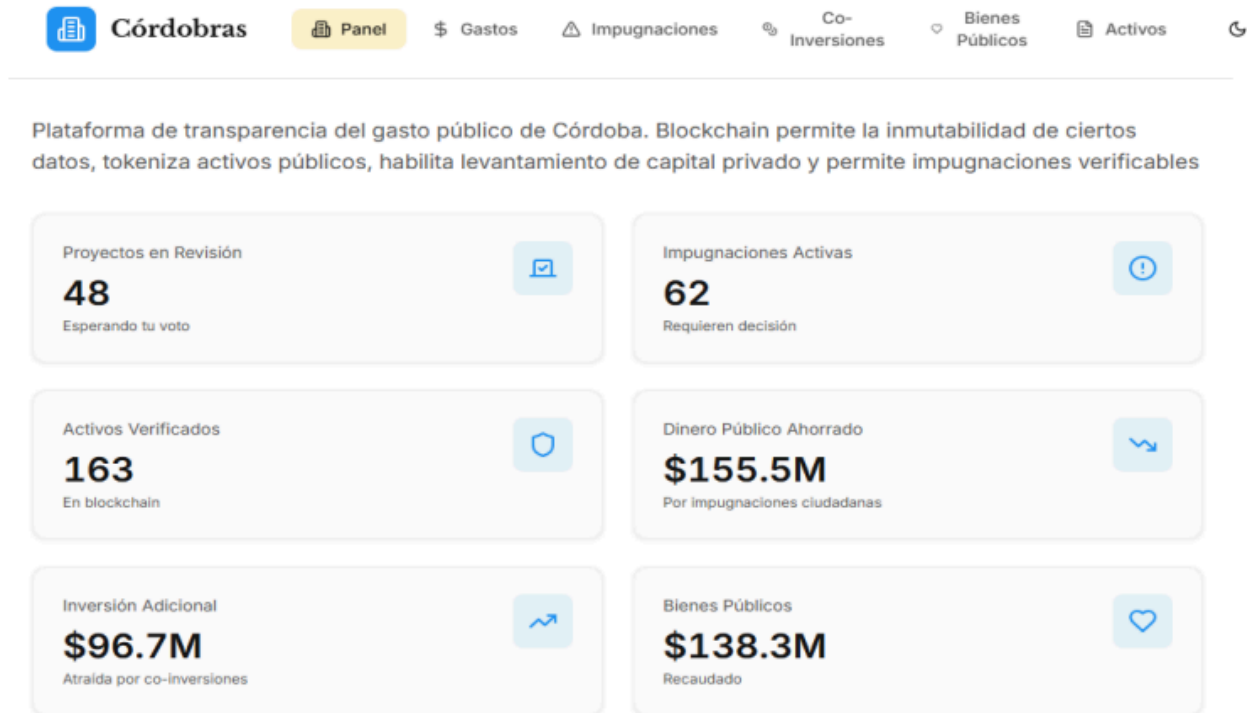 Córdobras
Panel
Gastos
Impugnaciones
Co-
Inversiones
Bienes
Públicos
Activos
Plataforma de transparencia del gasto público de Córdoba. Blockchain permite la inmutabilidad de ciertos
datos, tokeniza activos públicos, habilita levantamiento de capital privado y permite impugnaciones verificables
Proyectos en Revisión
48
Esperando tu voto
Impugnaciones Activas
62
Requieren decisión
Activos Verificados
163
En blockchain
Dinero Público Ahorrado
$155.5M
Por impugnaciones ciudadanas
Inversión Adicional
$96.7M
Atraída por co-inversiones
Bienes Públicos
$138.3M
Recaudado